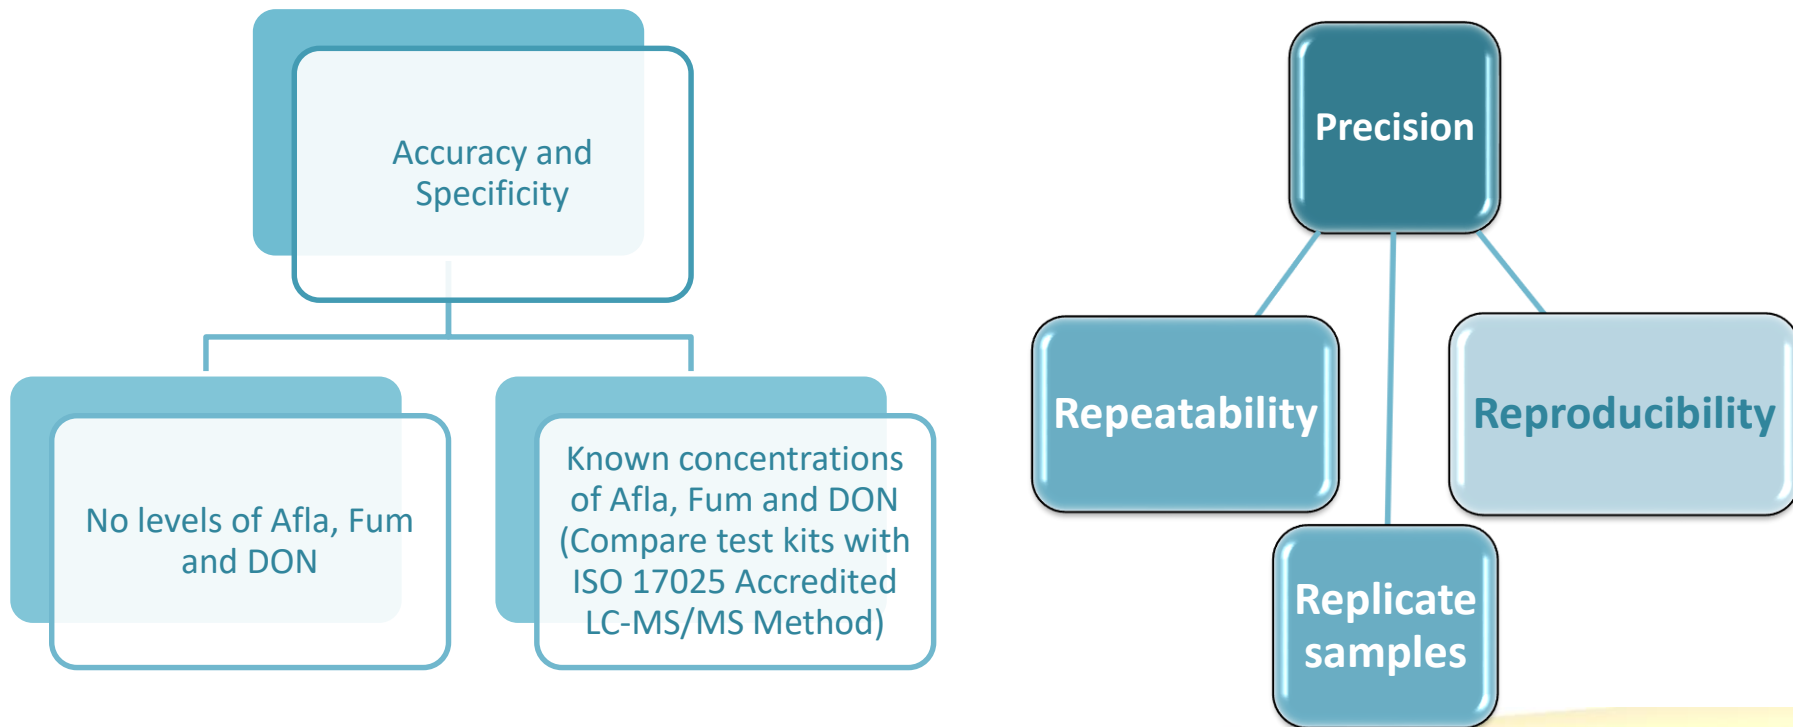 Accuracy and
Specificity
No levels of Afla, Fum
and DON
Known concentrations
of Afla, Fum and DON
(Compare test kits with
ISO 17025 Accredited
LC-MS/MS Method)
Precision
Repeatability
Reproducibility
Replicate
samples